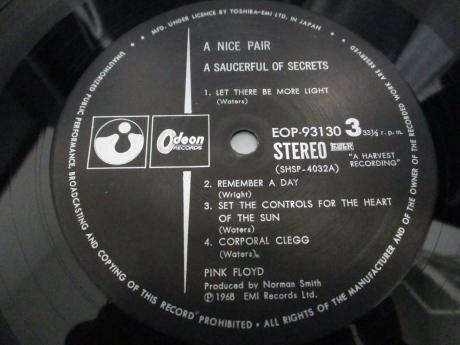 MFD. UNDER LICENCE BY TOSHIBA-EMI LTD. IN JAPAN
A NICE PAIR
A SAUCERFUL OF SECRETS
1. LET THERE BE MORE LIGHT
(Waters)
Odeon
RECORDS
EOP-93130 3 33⅓ r.p.m.
STEREO
(SHSP-4032A)
"A HARVEST
RECORDING"
2. REMEMBER A DAY
(Wright)
3. SET THE CONTROLS FOR THE HEART
OF THE SUN
(Waters)
4. CORPORAL CLEGG
(Waters)
PINK FLOYD
Produced by Norman Smith
Ⓟ1968 EMI Records Ltd.
ALL RIGHTS OF THE MANUFACTURER AND OF THE OWNER OF THE RECORDED WORK ARE RESERVED • UNAUTHORIZED PUBLIC PERFORMANCE, BROADCASTING AND COPYING OF THIS RECORD PROHIBITED •